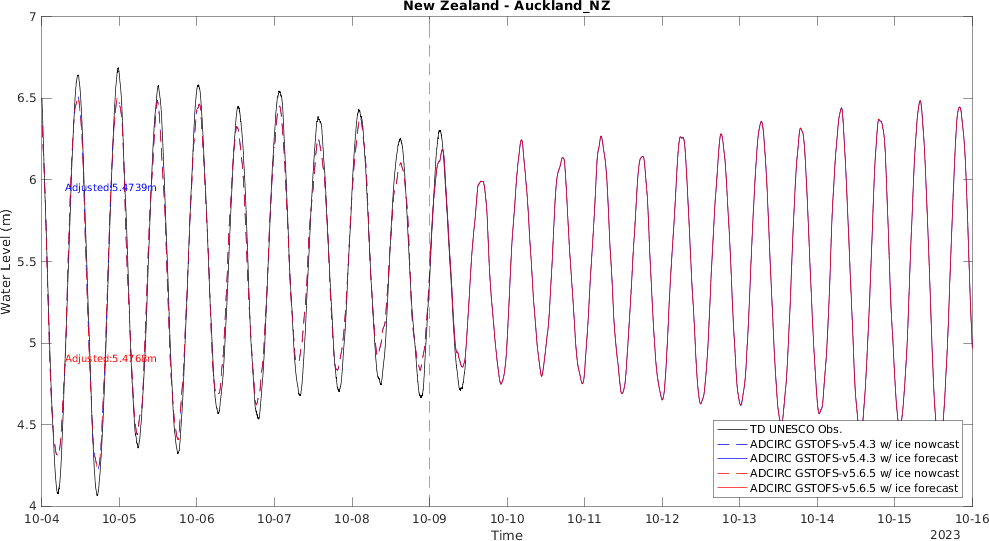 New Zealand - Auckland_NZ
7
6.5
6
5.5
5
4.5
4
Water Level (m)
Adjusted:5.4739m
Adjusted:5.4768m
TD UNESCO Obs.
ADCIRC GSTOFS-v5.4.3 w/ ice nowcast
ADCIRC GSTOFS-v5.4.3 w/ ice forecast
ADCIRC GSTOFS-v5.6.5 w/ ice nowcast
ADCIRC GSTOFS-v5.6.5 w/ ice forecast
10-04 10-05 10-06 10-07 10-08 10-09 10-10 10-11 10-12 10-13 10-14 10-15 10-16
Time
2023